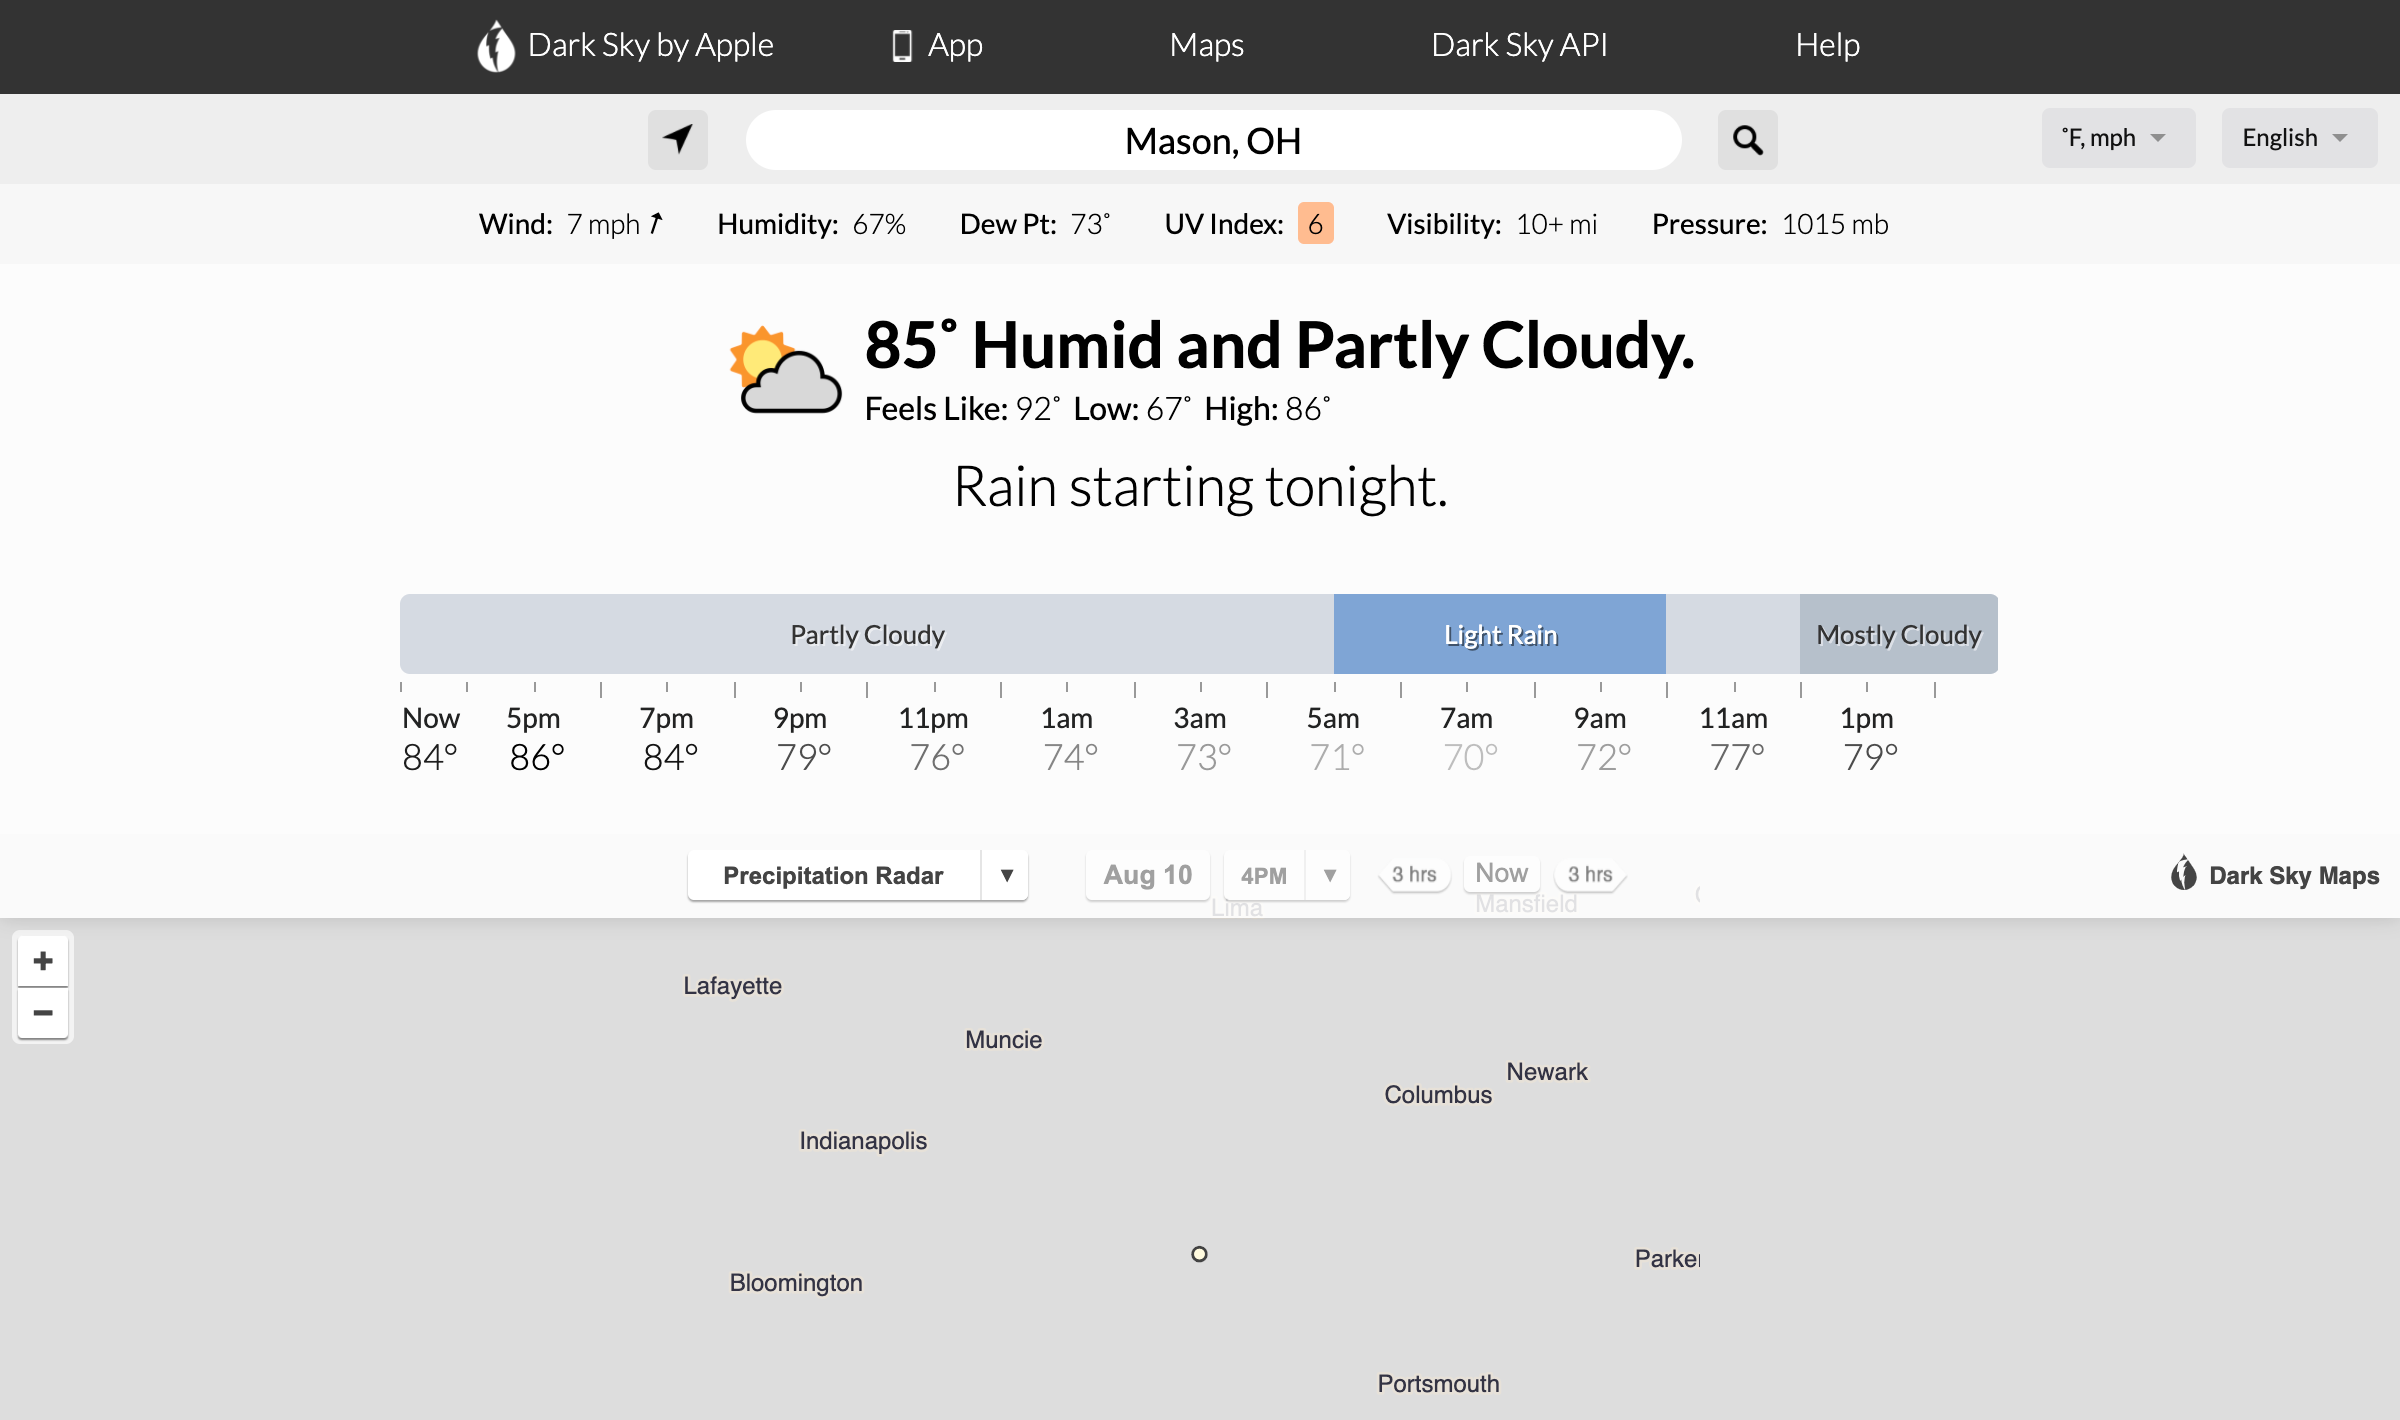 Dark Sky by Apple App Maps Dark Sky API Help
Mason, OH ˚F, mph English
Wind: 7 mph Humidity: 67% Dew Pt: 73˚ UV Index: 6 Visibility: 10+ mi Pressure: 1015 mb
85˚ Humid and Partly Cloudy.
Feels Like: 92˚ Low: 67˚ High: 86˚
Rain starting tonight.
Partly Cloudy Light Rain Mostly Cloudy
Now 5pm 7pm 9pm 11pm 1am 3am 5am 7am 9am 11am 1pm
84° 86° 84° 79° 76° 74° 73° 71° 70° 72° 77° 79°
Precipitation Radar ▼ Aug 10 4PM ▼ 3 hrs Now 3 hrs Dark Sky Maps
Lima Mansfield
+
Lafayette
−
Muncie
Newark
Columbus
Indianapolis
Parker
Bloomington
Portsmouth